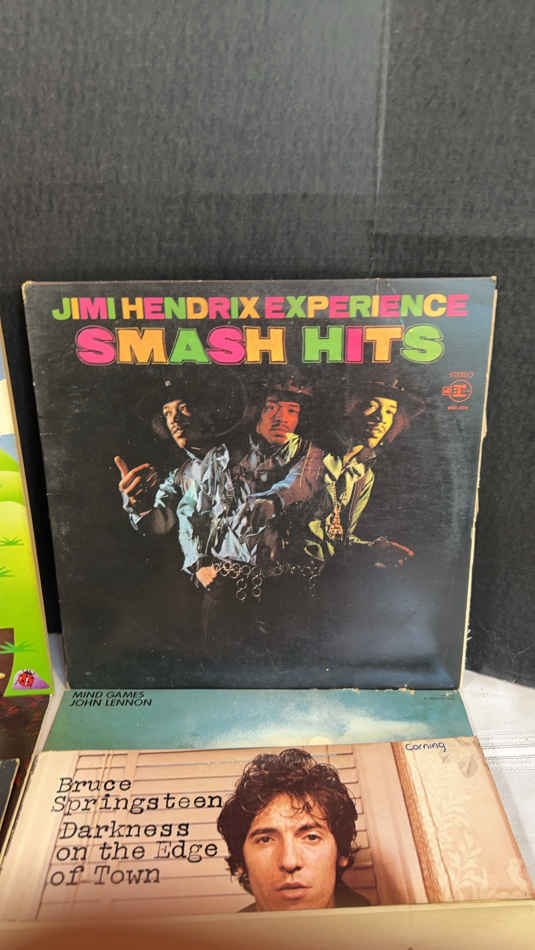 JIMI HENDRIX EXPERIENCE
SMASH HITS
STEREO
MIND GAMES
JOHN LENNON
Corning
Bruce
Springsteen
Darkness
on the Edge
of Town